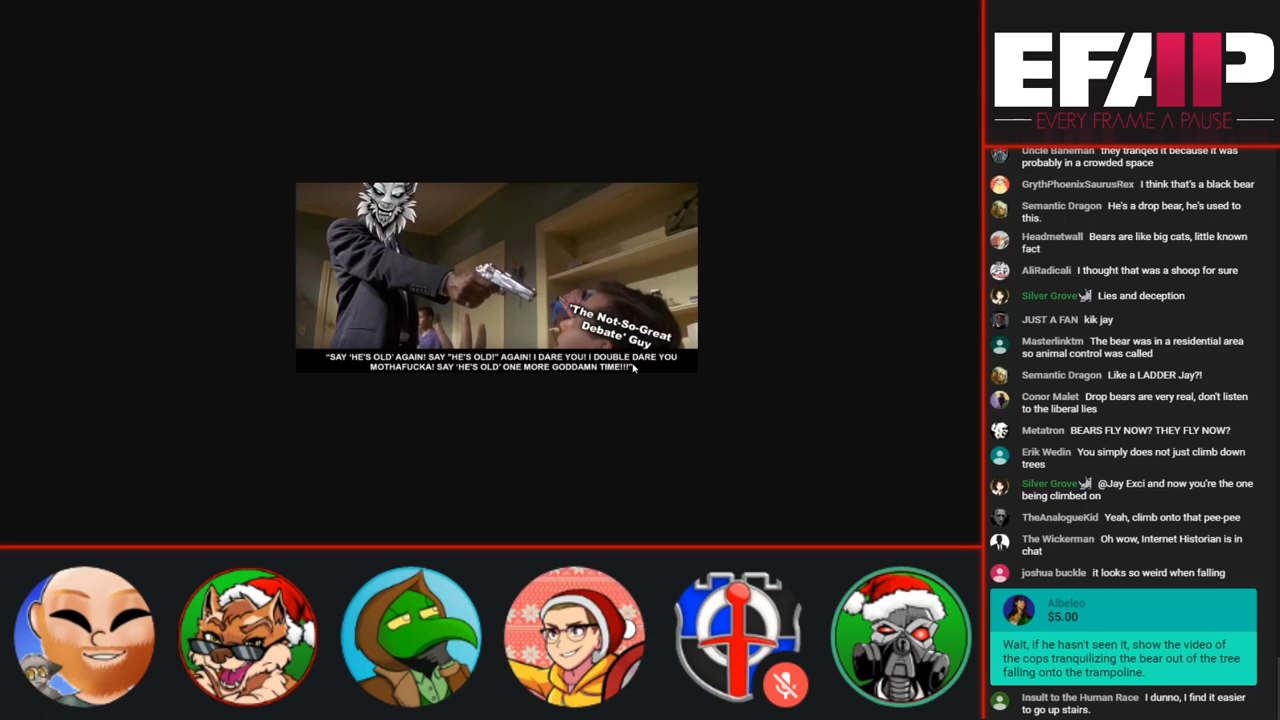 EFAP
EVERY FRAME A PAUSE
'The Not-So-Great
Debate' Guy
"SAY 'HE'S OLD' AGAIN! SAY "HE'S OLD!" AGAIN! I DARE YOU! I DOUBLE DARE YOU
MOTHAFUCKA! SAY 'HE'S OLD' ONE MORE GODDAMN TIME!!!"
Uncle Baneman they tranqed it because it was
probably in a crowded space
GrythPhoenixSaurusRex I think that's a black bear
Semantic Dragon He's a drop bear, he's used to
this.
Headmetwall Bears are like big cats, little known
fact
AliRadicali I thought that was a shoop for sure
Silver Grove Lies and deception
JUST A FAN kik jay
Masterlinktm The bear was in a residential area
so animal control was called
Semantic Dragon Like a LADDER Jay?!
Conor Malet Drop bears are very real, don't listen
to the liberal lies
Metatron BEARS FLY NOW? THEY FLY NOW?
Erik Wedin You simply does not just climb down
trees
Silver Grove @Jay Exci and now you're the one
being climbed on
TheAnalogueKid Yeah, climb onto that pee-pee
The Wickerman Oh wow, Internet Historian is in
chat
joshua buckle it looks so weird when falling
Albeleo
$5.00
Wait, if he hasn't seen it, show the video of
the cops tranquilizing the bear out of the tree
falling onto the trampoline.
Insult to the Human Race I dunno, I find it easier
to go up stairs.